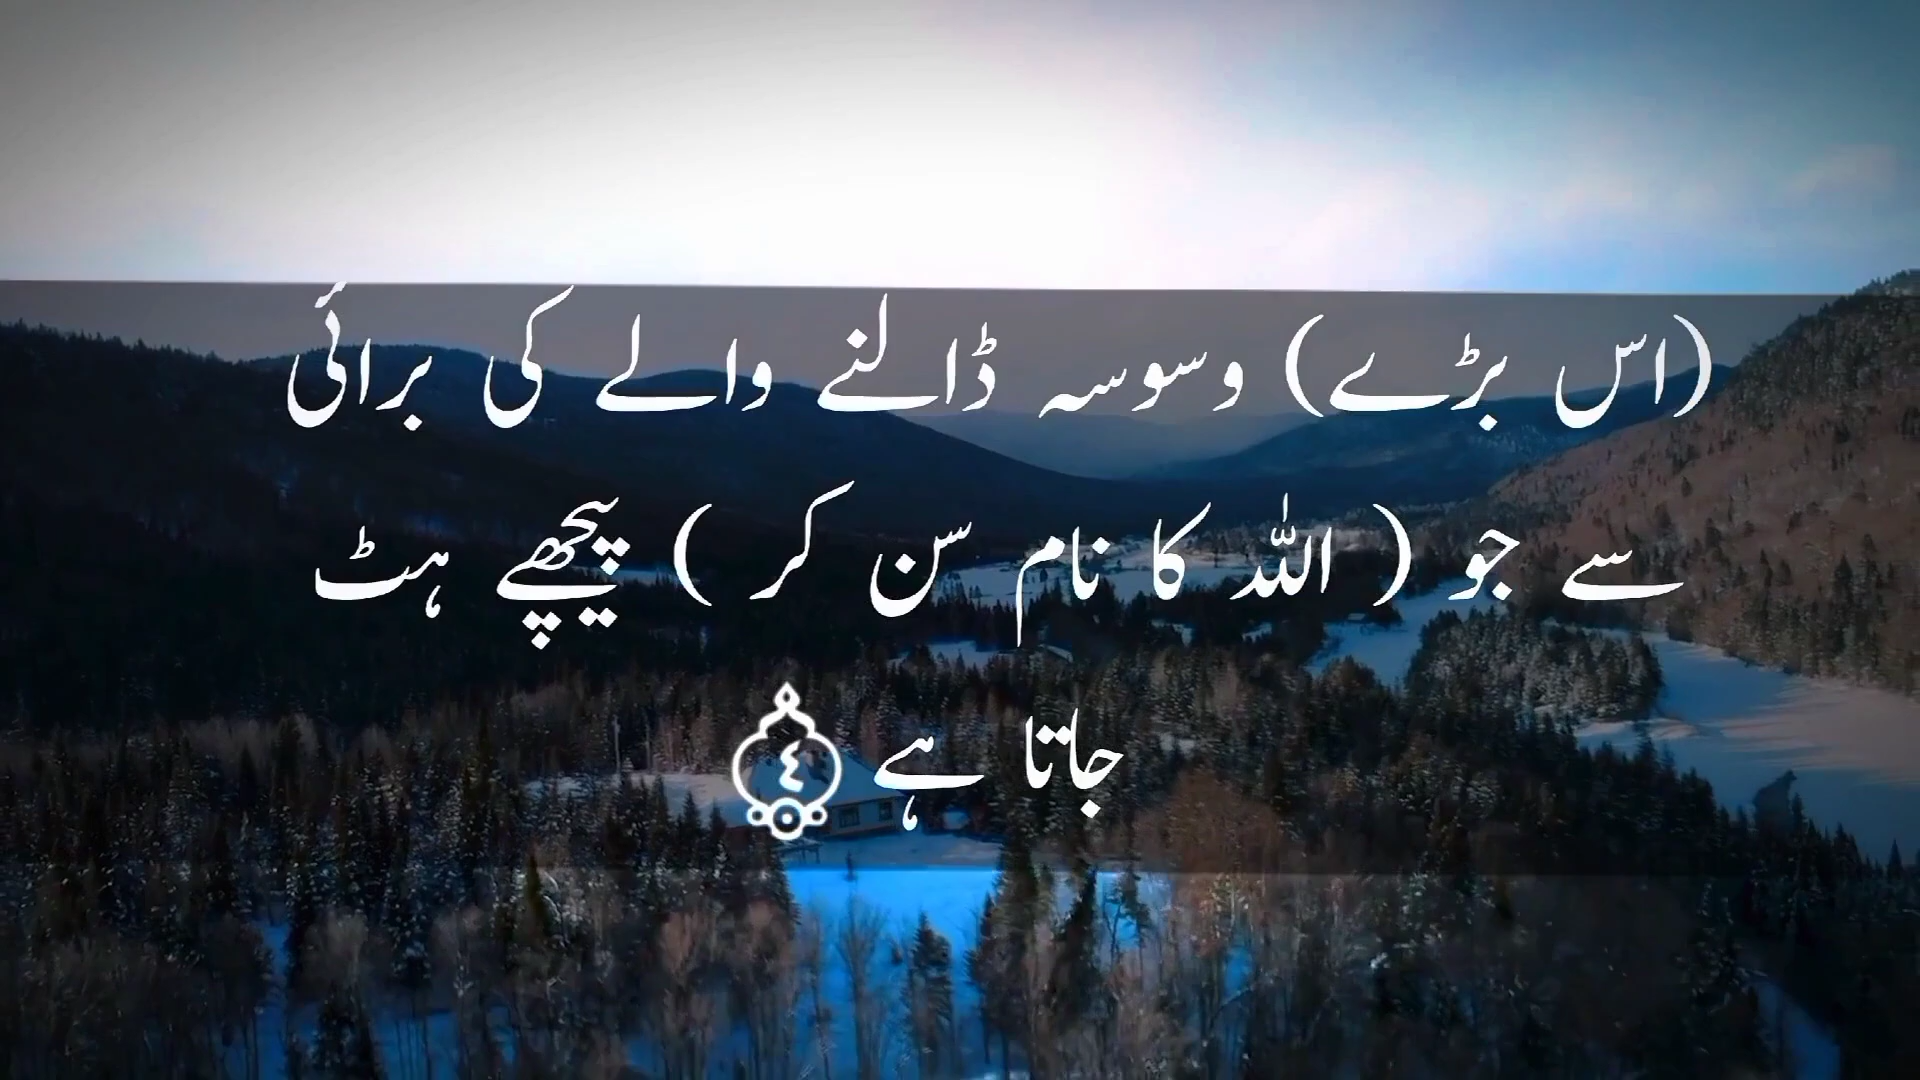 (اس بڑے) وسوسہ ڈالنے والے کی برائی
سے جو ( اللہ کا نام سن کر ) پیچھے ہٹ
جاتا ہے ٤